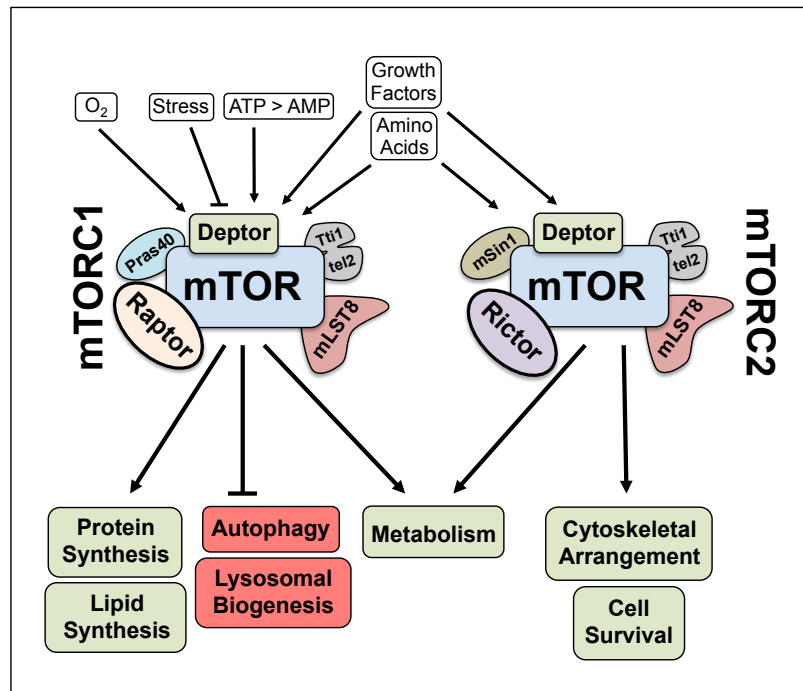 Growth
Factors
O2
Stress
ATP > AMP
Amino
Acids
mTORC1
Pras40
Deptor
Tti1
tel2
mTOR
Raptor
mLST8
mSin1
Deptor
Tti1
tel2
mTOR
Rictor
mLST8
mTORC2
Protein
Synthesis
Lipid
Synthesis
Autophagy
Lysosomal
Biogenesis
Metabolism
Cytoskeletal
Arrangement
Cell
Survival